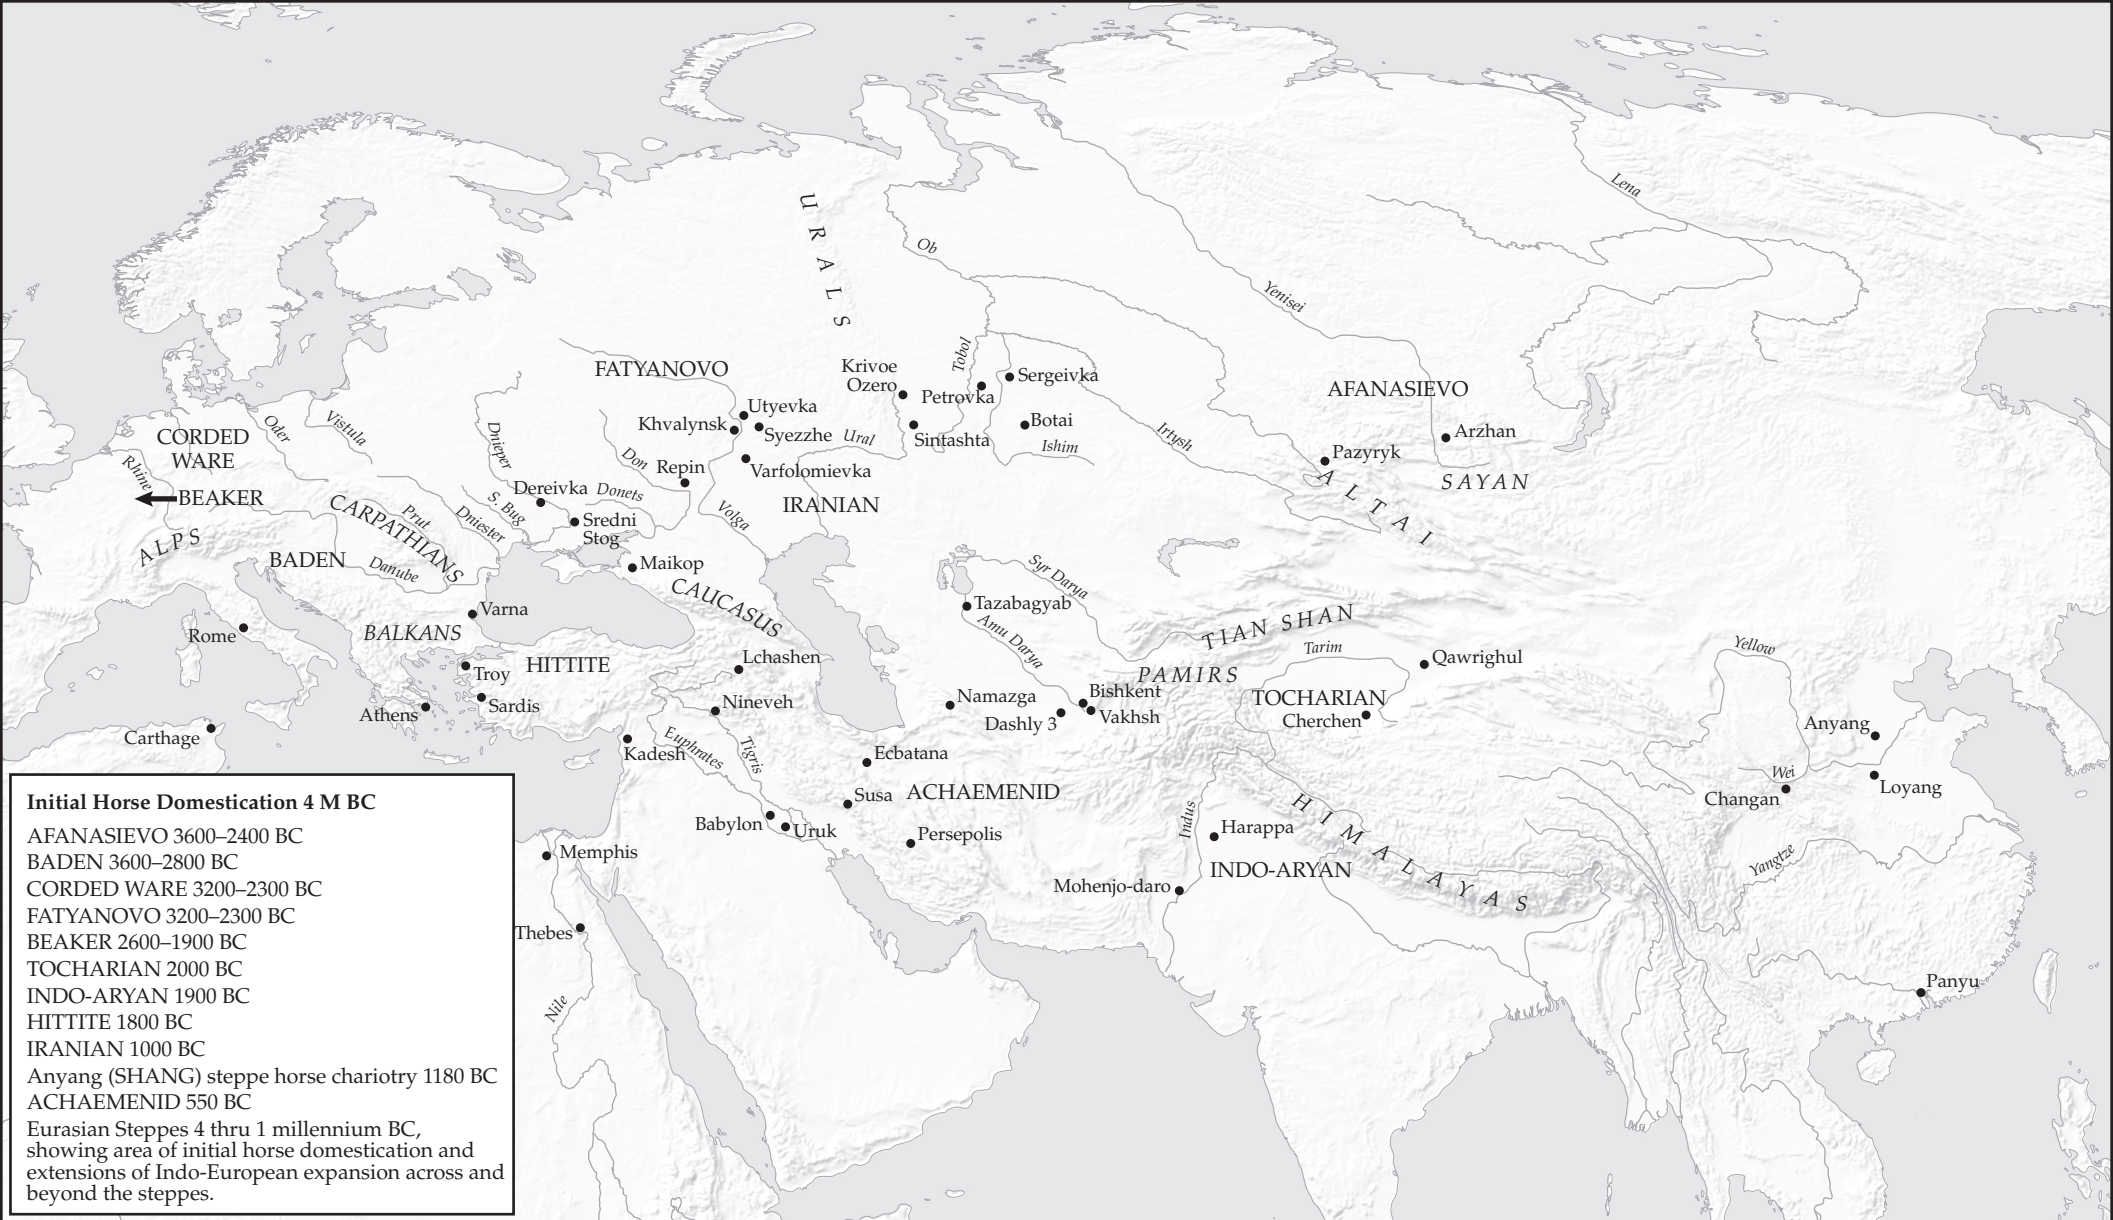 URALS
Lena
Ob
Yenisei
Tobol
FATYANOVO
Krivoe
Ozero
Petrovka
Sergeivka
AFANASIEVO
Utyevka
Khvalynsk
Syezzhe
Ural
Sintashta
Botai
Ishim
Irtysh
Arzhan
Pazyryk
SAYAN
ALTAI
CORDED
WARE
Oder
Vistula
Dnieper
Don
Repin
Varfolomievka
Rhine
BEAKER
Dereivka
Donets
IRANIAN
CARPATHIANS
Prut
Dniester
S. Bug
Sredni
Stog
Volga
ALPS
BADEN
Danube
Maikop
CAUCASUS
Syr Darya
Tazabagyab
Amu Darya
TIAN SHAN
Tarim
Varna
Rome
BALKANS
HITTITE
Troy
Lchashen
PAMIRS
Qawrighul
Yellow
Sardis
Athens
Nineveh
Namazga
Bishkent
Dashly 3
Vakhsh
TOCHARIAN
Cherchen
Carthage
Kadesh
Euphrates
Tigris
Ecbatana
Anyang
Susa
ACHAEMENID
Wei
Changan
Loyang
Babylon
Uruk
Persepolis
Indus
Harappa
HIMALAYAS
Yangtze
Memphis
Mohenjo-daro
INDO-ARYAN
Thebes
Nile
Panyu
Initial Horse Domestication 4 M BC
AFANASIEVO 3600–2400 BC
BADEN 3600–2800 BC
CORDED WARE 3200–2300 BC
FATYANOVO 3200–2300 BC
BEAKER 2600–1900 BC
TOCHARIAN 2000 BC
INDO-ARYAN 1900 BC
HITTITE 1800 BC
IRANIAN 1000 BC
Anyang (SHANG) steppe horse chariotry 1180 BC
ACHAEMENID 550 BC
Eurasian Steppes 4 thru 1 millennium BC,
showing area of initial horse domestication and
extensions of Indo-European expansion across and
beyond the steppes.